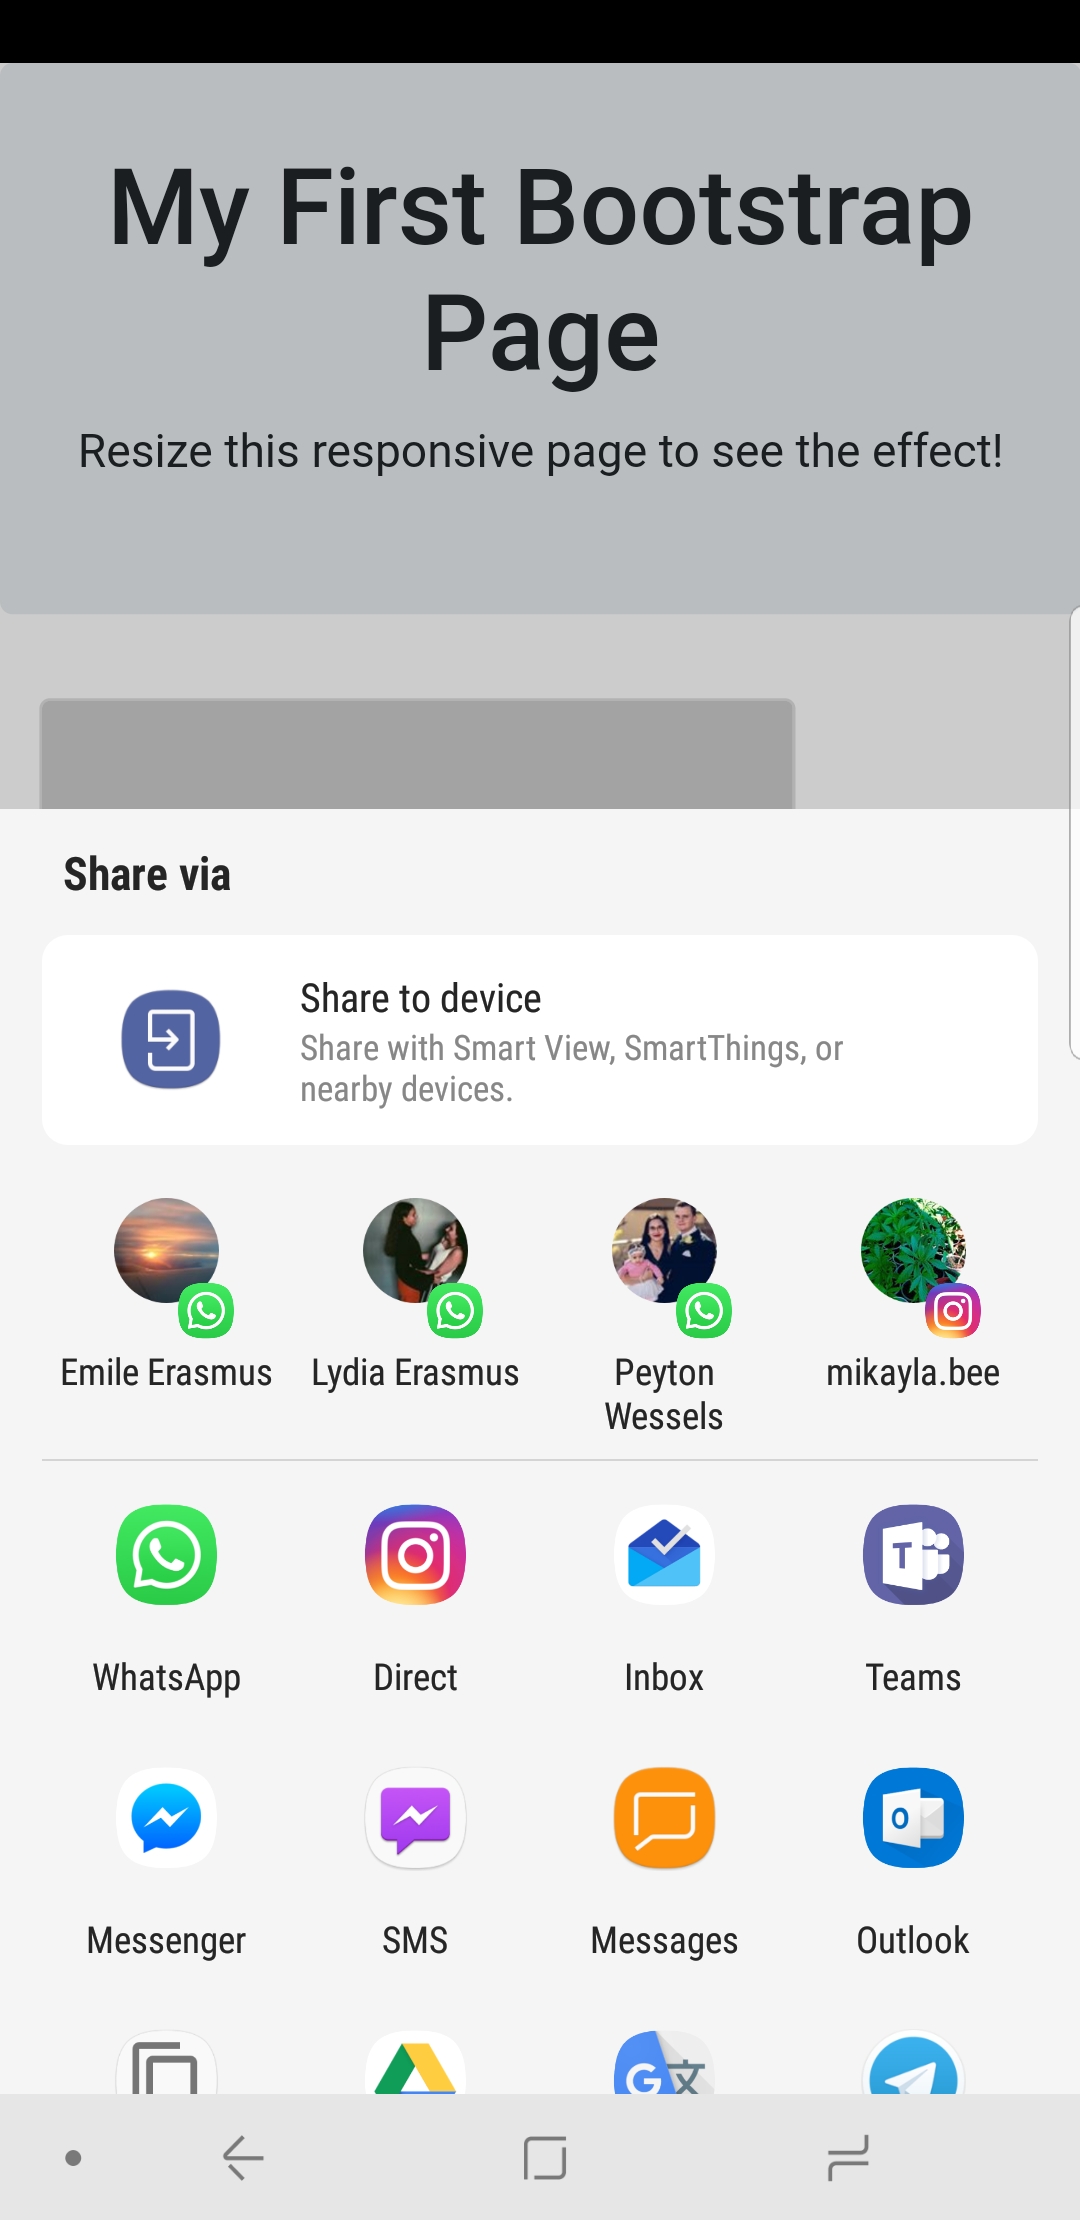 My First Bootstrap
Page
Resize this responsive page to see the effect!
Share via
Share to device
Share with Smart View, SmartThings, or
nearby devices.
Emile Erasmus
Lydia Erasmus
Peyton
Wessels
mikayla.bee
WhatsApp
Direct
Inbox
Teams
Messenger
SMS
Messages
Outlook